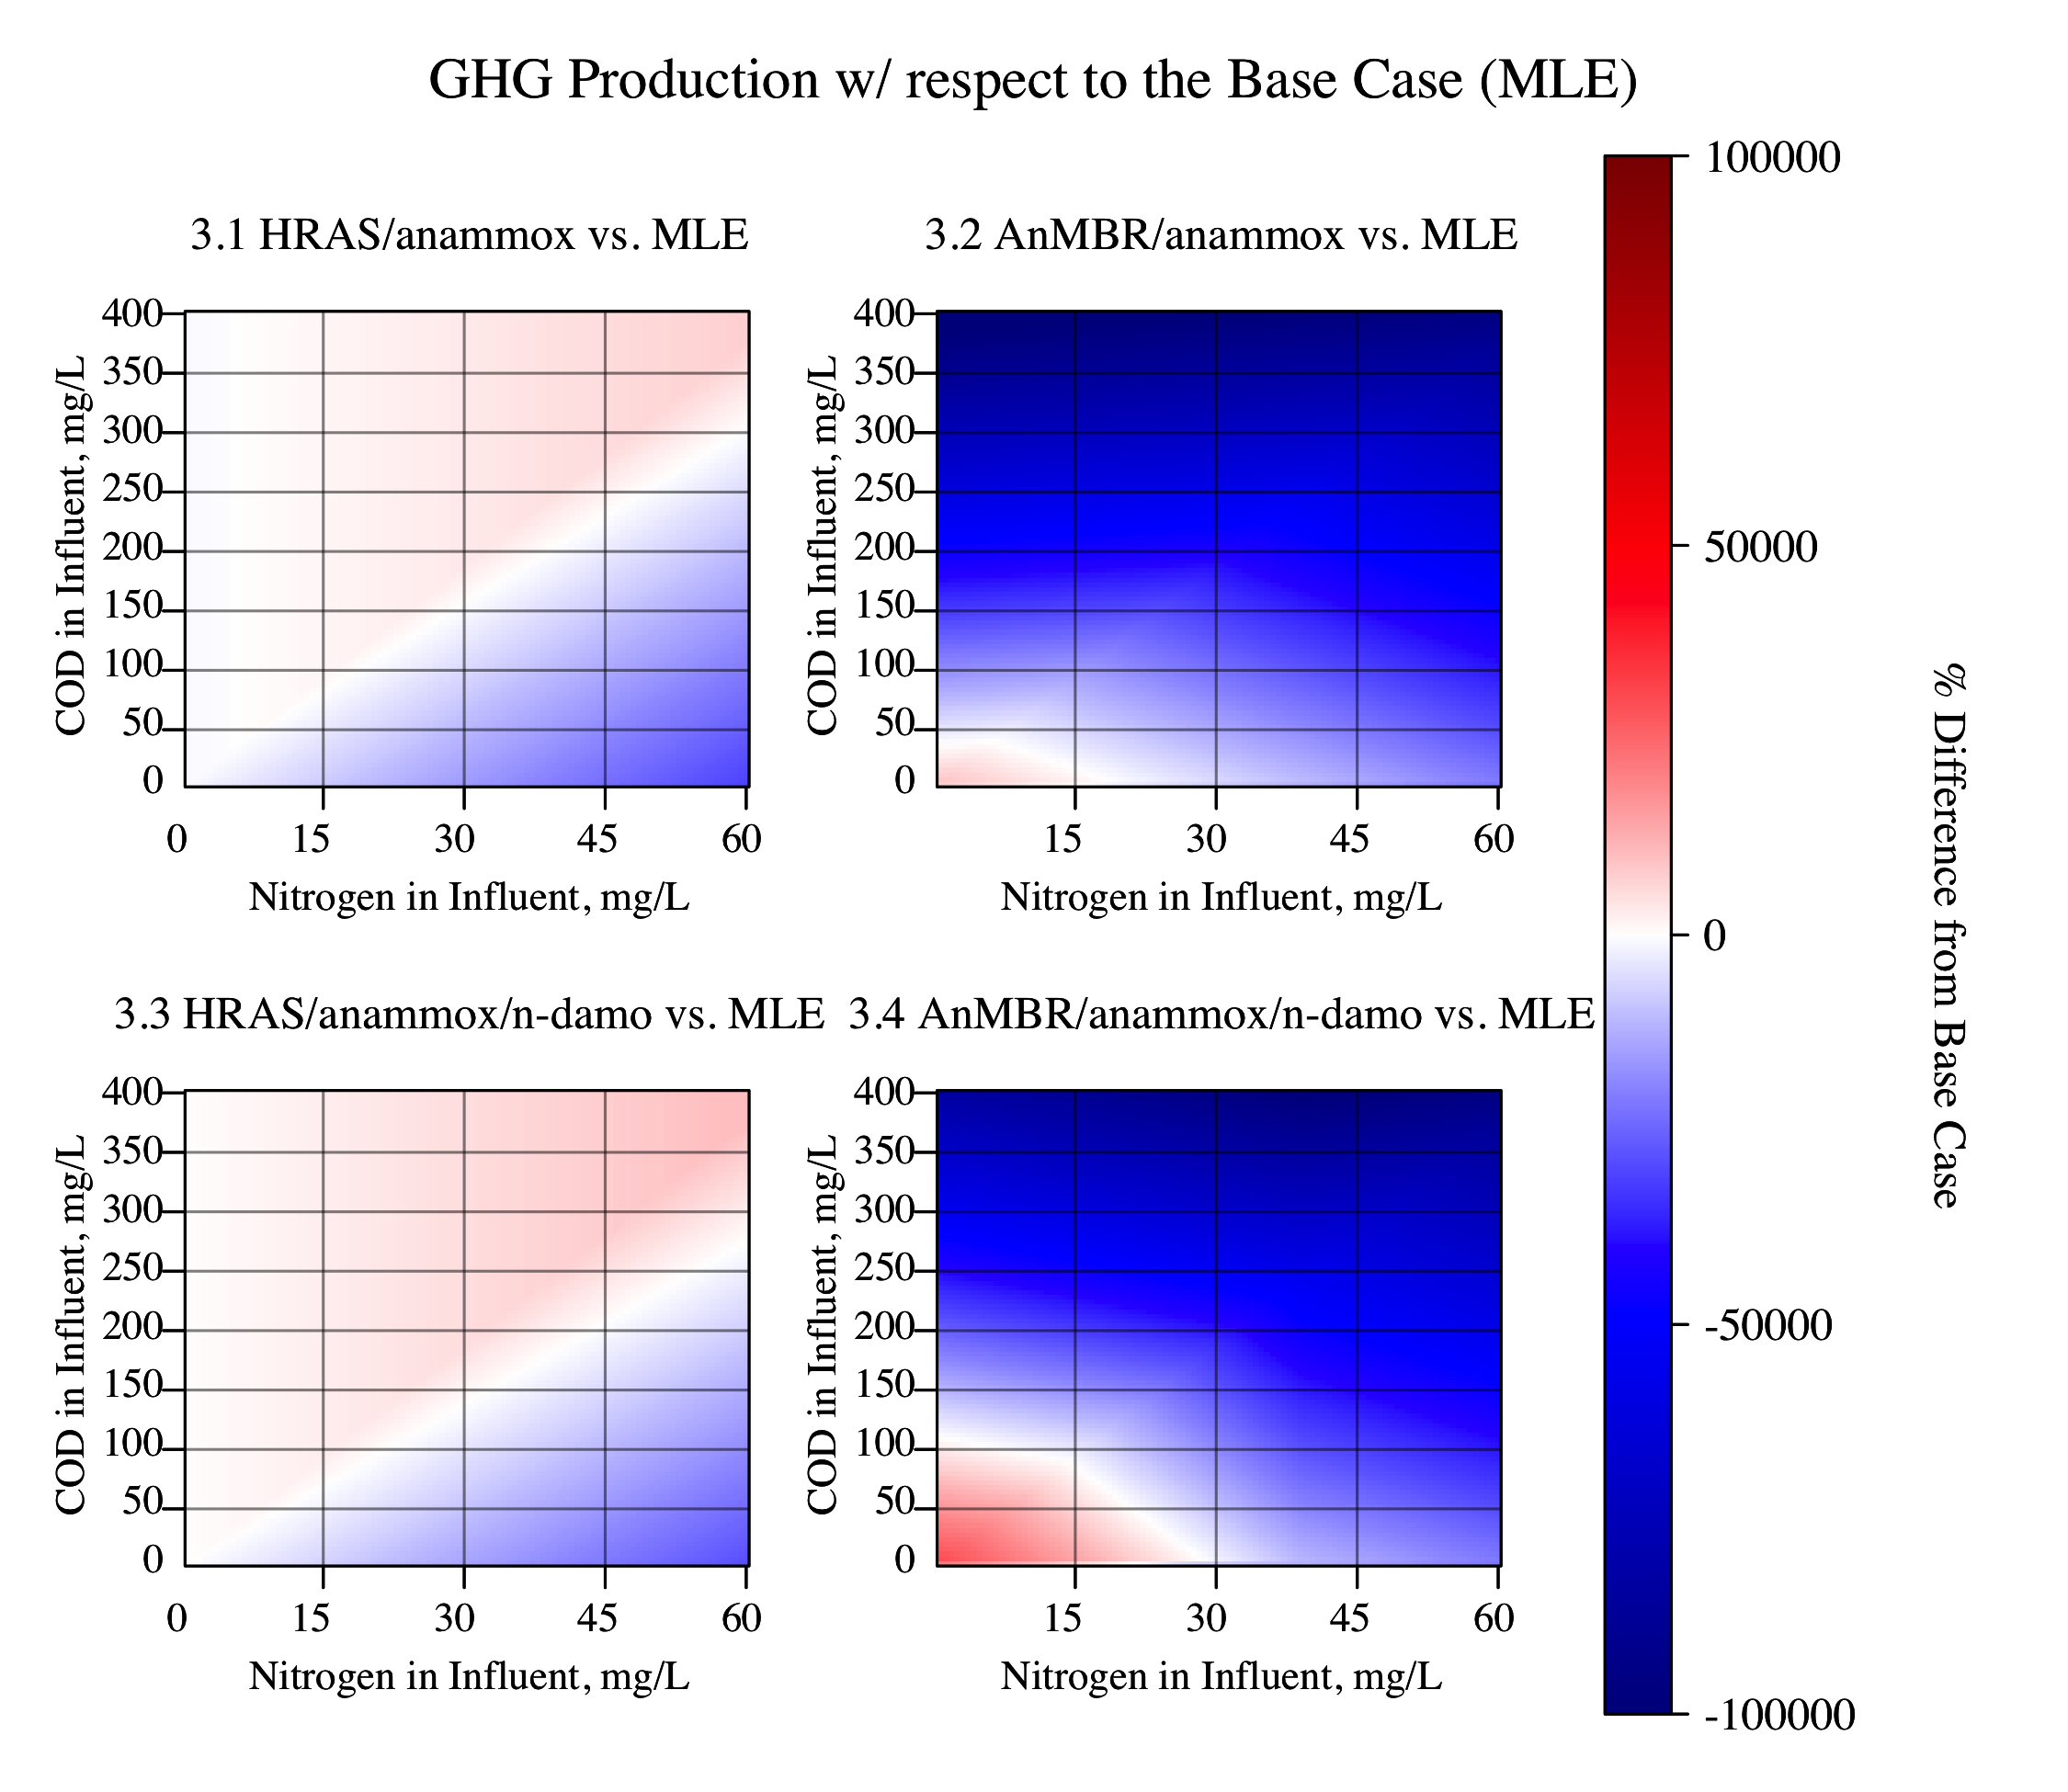 GHG Production w/ respect to the Base Case (MLE)
3.1 HRAS/anammox vs. MLE
400
350
300
250
200
150
100
50
0
COD in Influent, mg/L
0 15 30 45 60
Nitrogen in Influent, mg/L
3.2 AnMBR/anammox vs. MLE
400
350
300
250
200
150
100
50
0
COD in Influent, mg/L
15 30 45 60
Nitrogen in Influent, mg/L
3.3 HRAS/anammox/n-damo vs. MLE
400
350
300
250
200
150
100
50
0
COD in Influent, mg/L
0 15 30 45 60
Nitrogen in Influent, mg/L
3.4 AnMBR/anammox/n-damo vs. MLE
400
350
300
250
200
150
100
50
0
COD in Influent, mg/L
15 30 45 60
Nitrogen in Influent, mg/L
100000
50000
0
-50000
-100000
% Difference from Base Case